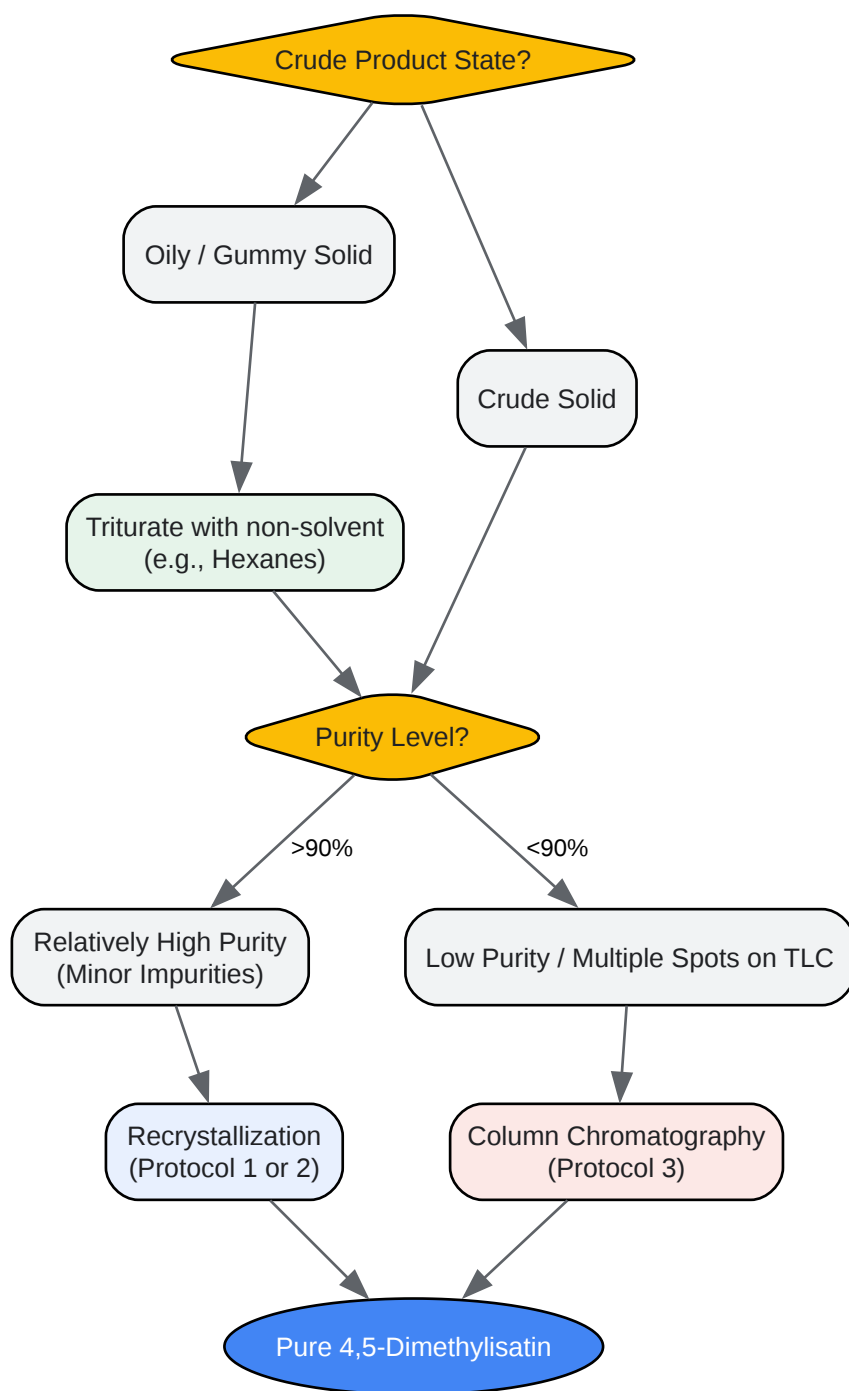 Crude Product State?
Oily / Gummy Solid
Crude Solid
Triturate with non-solvent
(e.g., Hexanes)
Purity Level?
>90%
<90%
Relatively High Purity
(Minor Impurities)
Low Purity / Multiple Spots on TLC
Recrystallization
(Protocol 1 or 2)
Column Chromatography
(Protocol 3)
Pure 4,5-Dimethylisatin